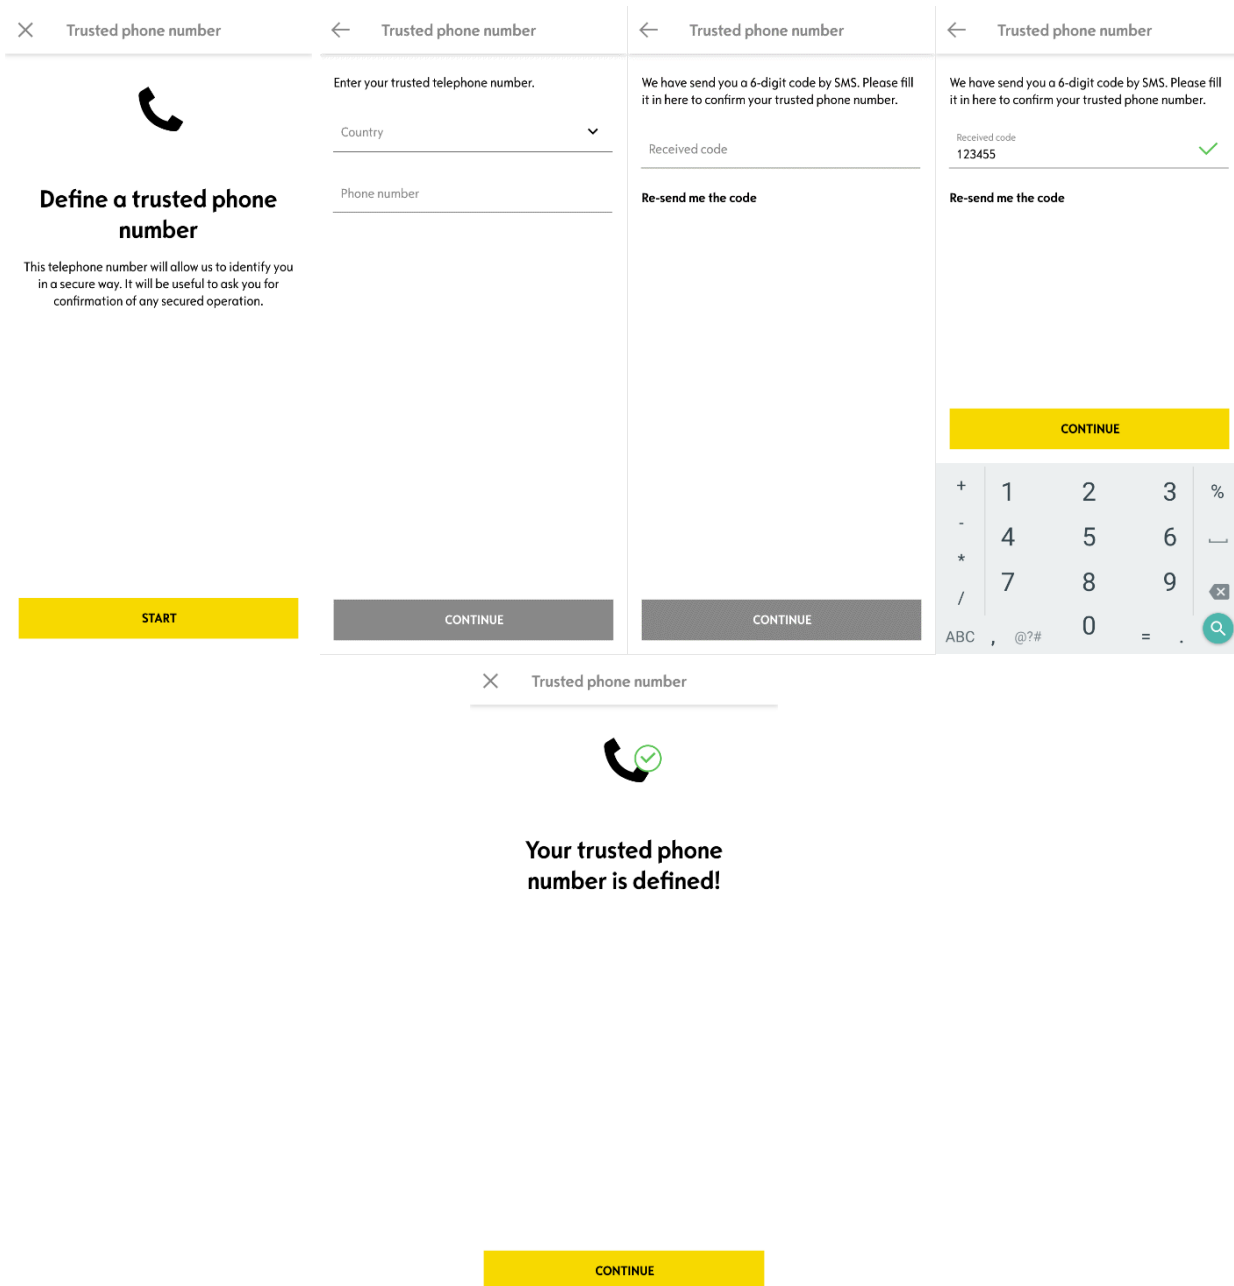 Trusted phone number
Define a trusted phone
number
This telephone number will allow us to identify you
in a secure way. It will be useful to ask you for
confirmation of any secured operation.
START
Trusted phone number
Enter your trusted telephone number.
Country
Phone number
CONTINUE
Trusted phone number
We have send you a 6-digit code by SMS. Please fill
it in here to confirm your trusted phone number.
Received code
Re-send me the code
CONTINUE
Trusted phone number
We have send you a 6-digit code by SMS. Please fill
it in here to confirm your trusted phone number.
Received code
123455
Re-send me the code
CONTINUE
+ 1 2 3 %
- 4 5 6
* 7 8 9
/
ABC , @?# 0 = .
Trusted phone number
Your trusted phone
number is defined!
CONTINUE